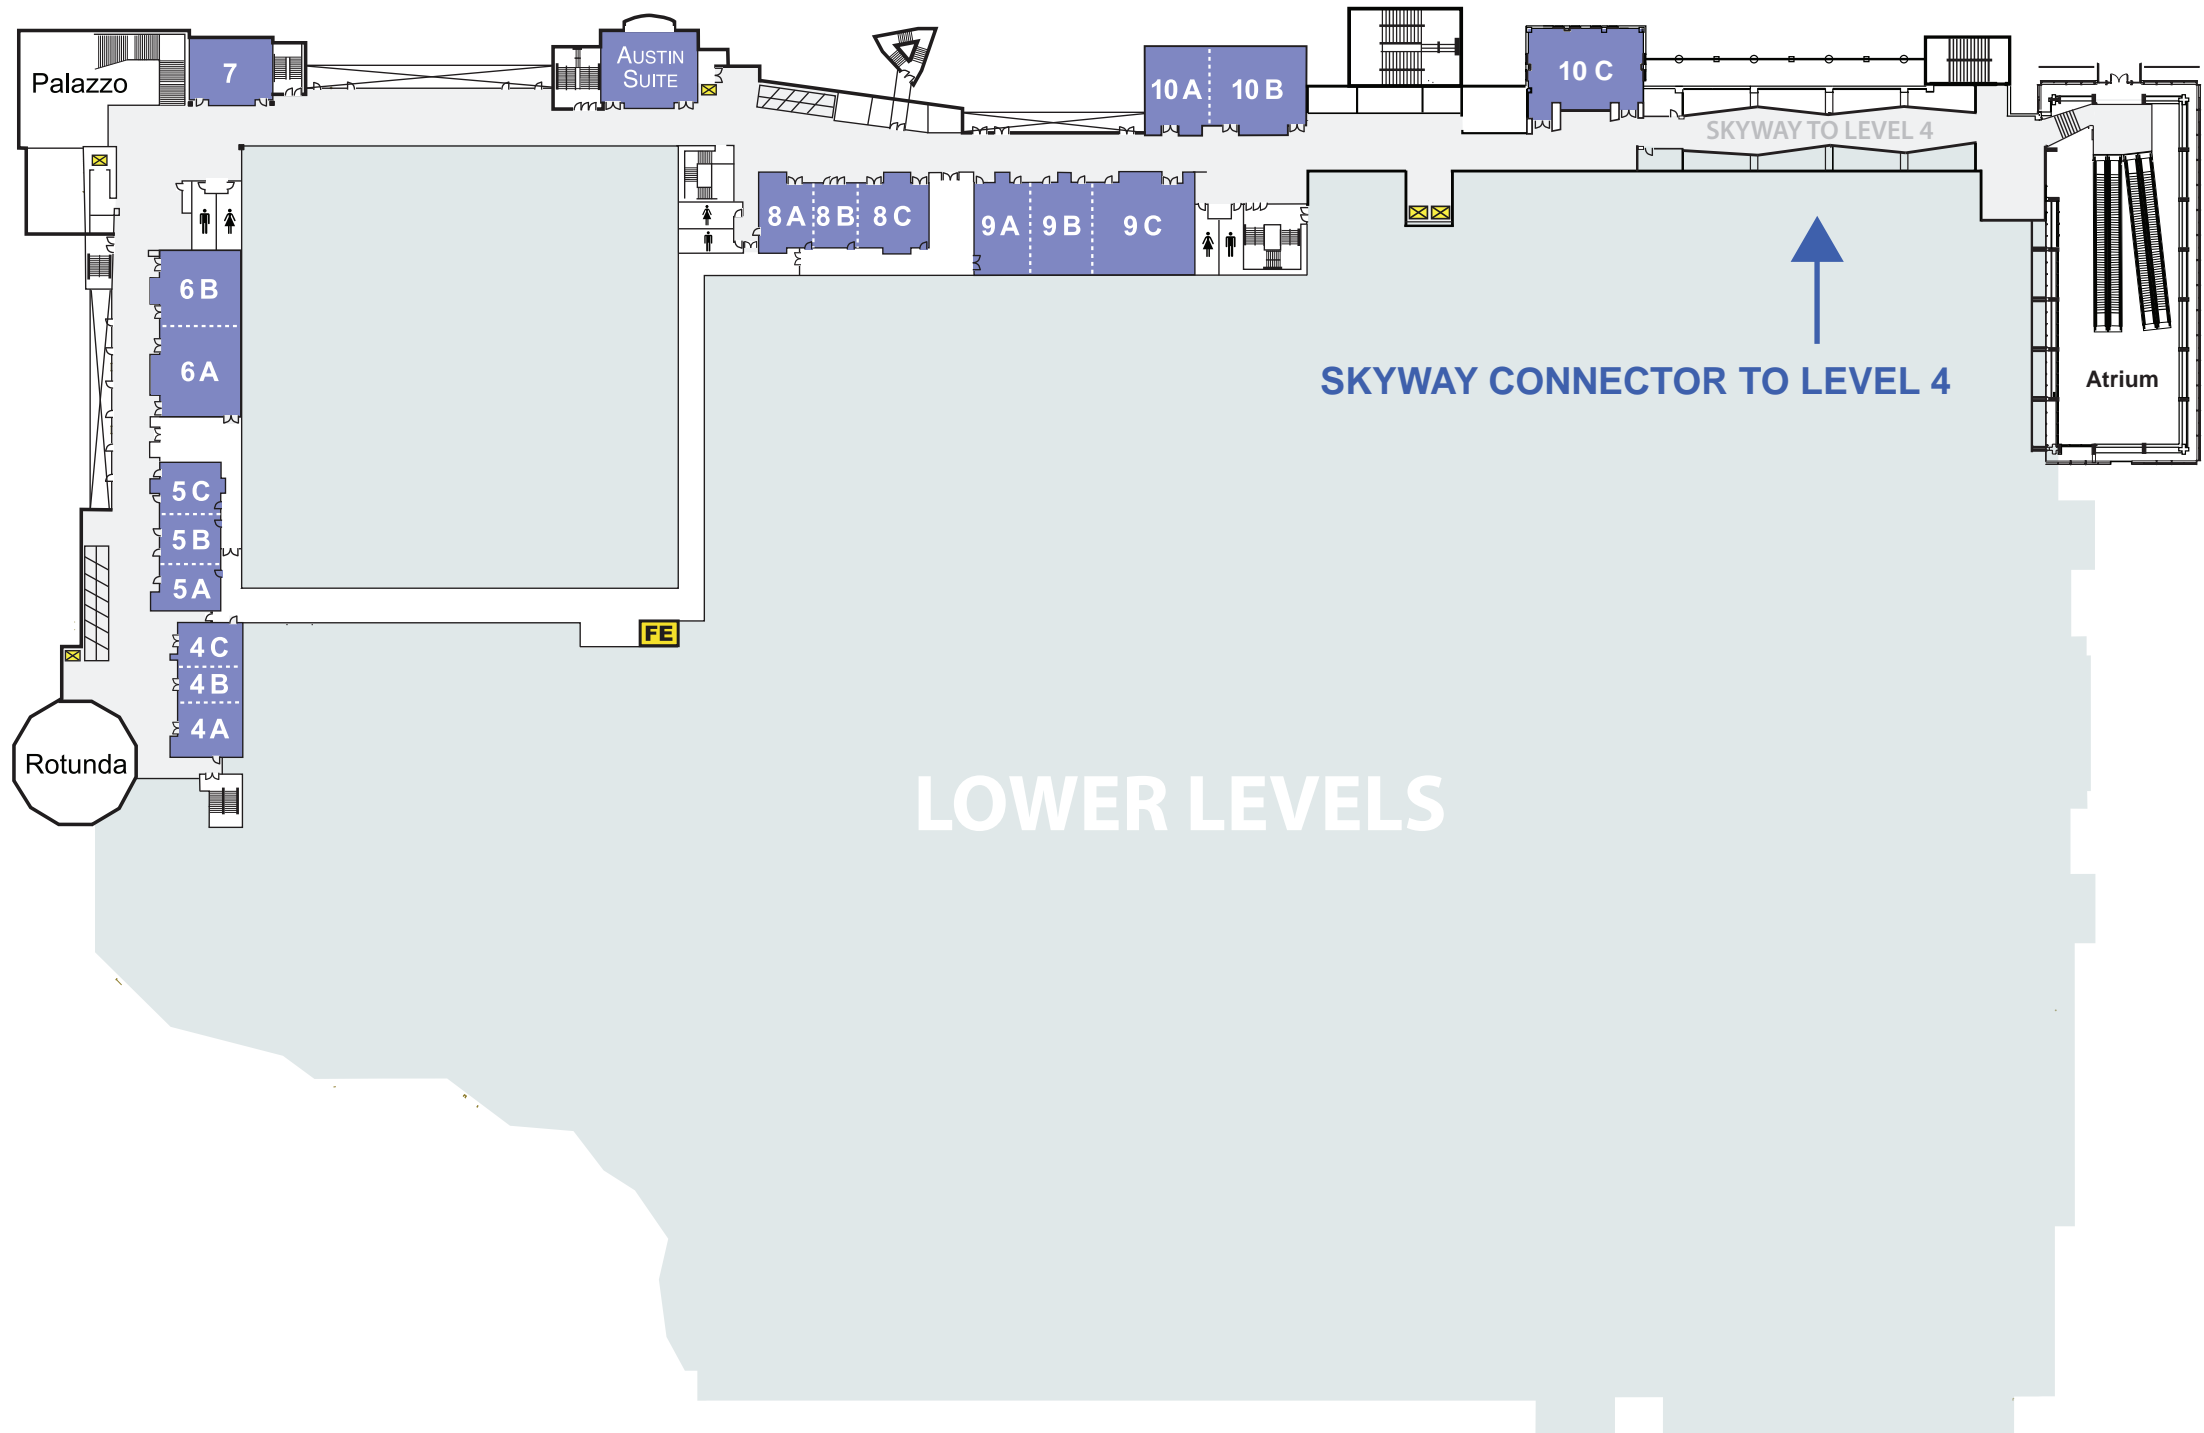 Palazzo
7
AUSTIN
SUITE
10 A
10 B
10 C
SKYWAY TO LEVEL 4
8 A
8 B
8 C
9 A
9 B
9 C
6 B
6 A
SKYWAY CONNECTOR TO LEVEL 4
Atrium
5 C
5 B
5 A
FE
4 C
4 B
4 A
Rotunda
LOWER LEVELS